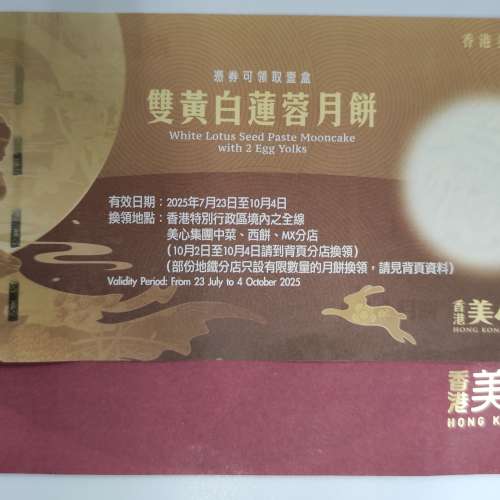 香港
憑券可領取壹盒
雙黃白蓮蓉月餅
White Lotus Seed Paste Mooncake
with 2 Egg Yolks
有效日期：2025年7月23日至10月4日
換領地點：香港特別行政區境內之全線
美心集團中菜、西餅、MX分店
(10月2日至10月4日請到背頁分店換領)
(部份地鐵分店只設有限數量的月餅換領，請見背頁資料)
Validity Period: From 23 July to 4 October 2025
香港美
HONG KONG
香港美
HONG K